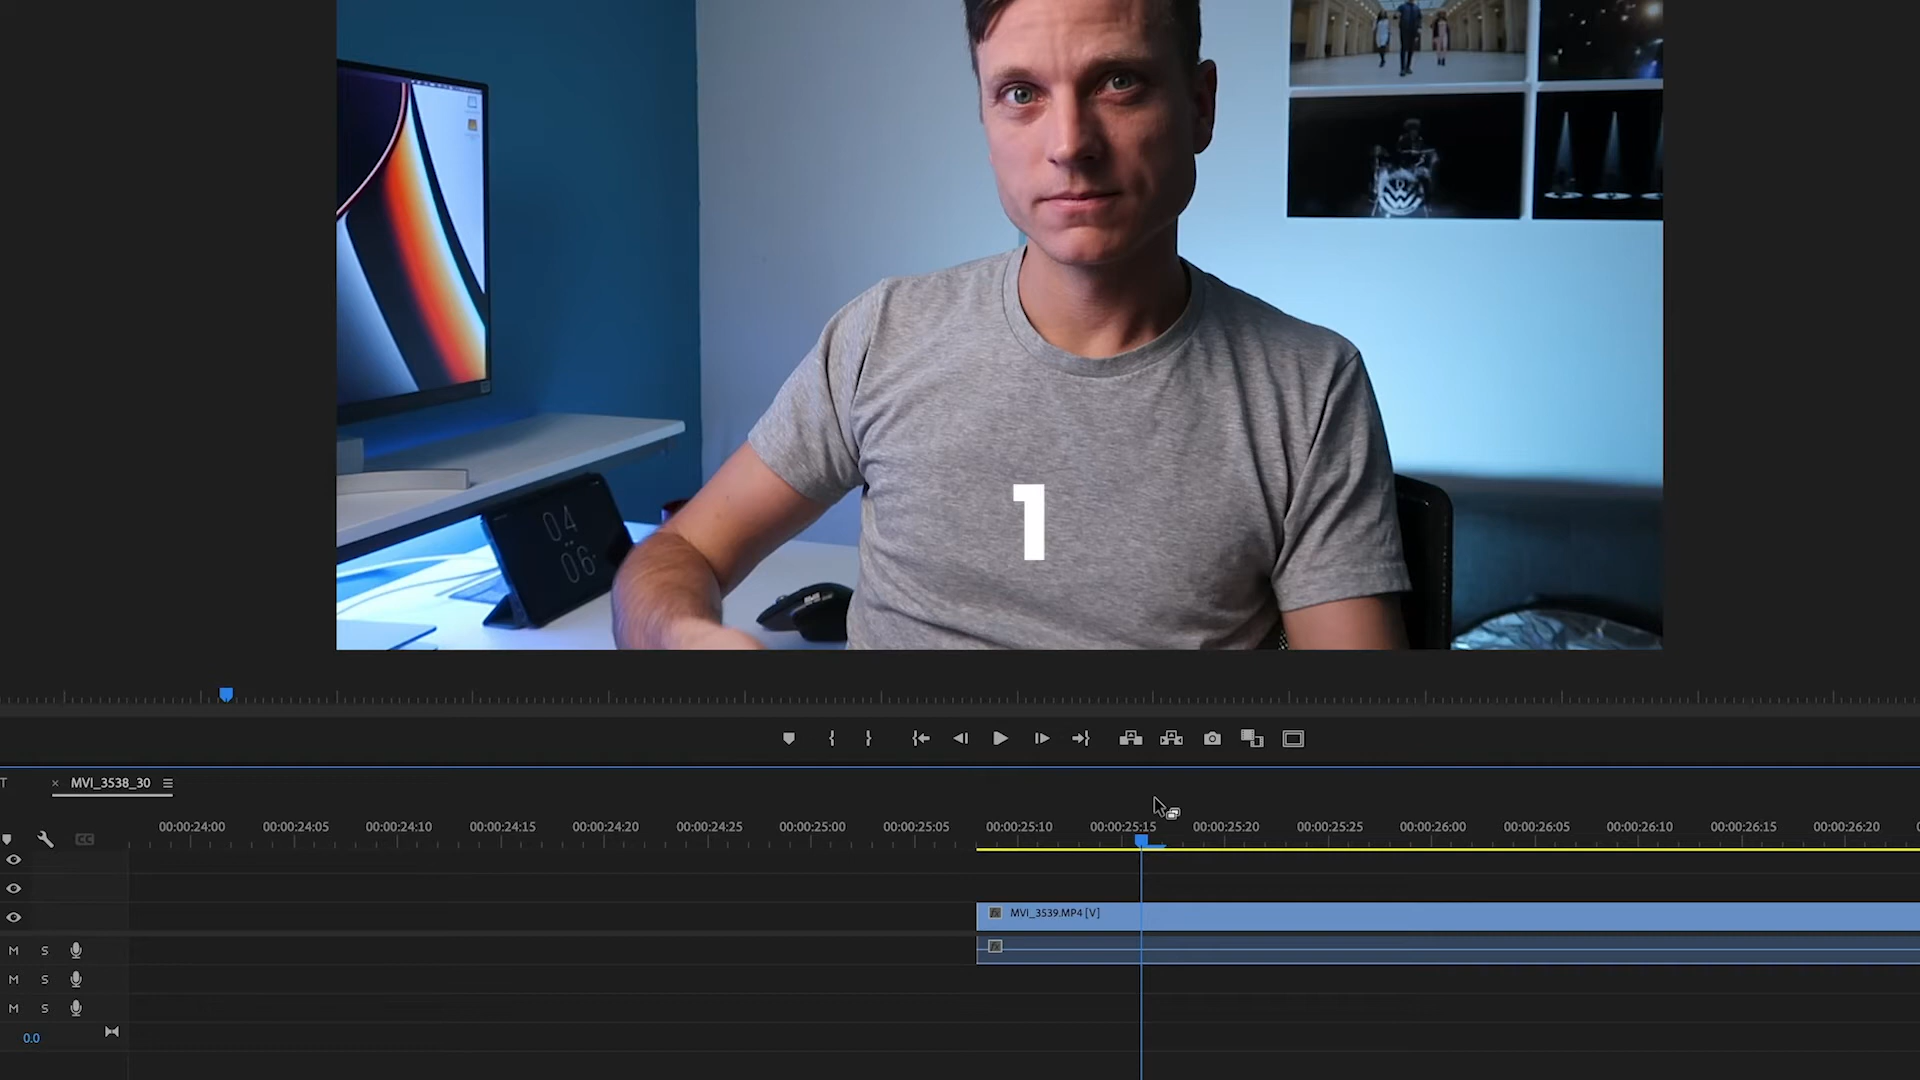 04
06
1
T
× MVI_3538_30
00:00:24:00 00:00:24:05 00:00:24:10 00:00:24:15 00:00:24:20 00:00:24:25 00:00:25:00 00:00:25:05 00:00:25:10 00:00:25:15 00:00:25:20 00:00:25:25 00:00:26:00 00:00:26:05 00:00:26:10 00:00:26:15 00:00:26:20
CC
fx MVI_3539.MP4 [V]
M S fx
M S
M S
0.0